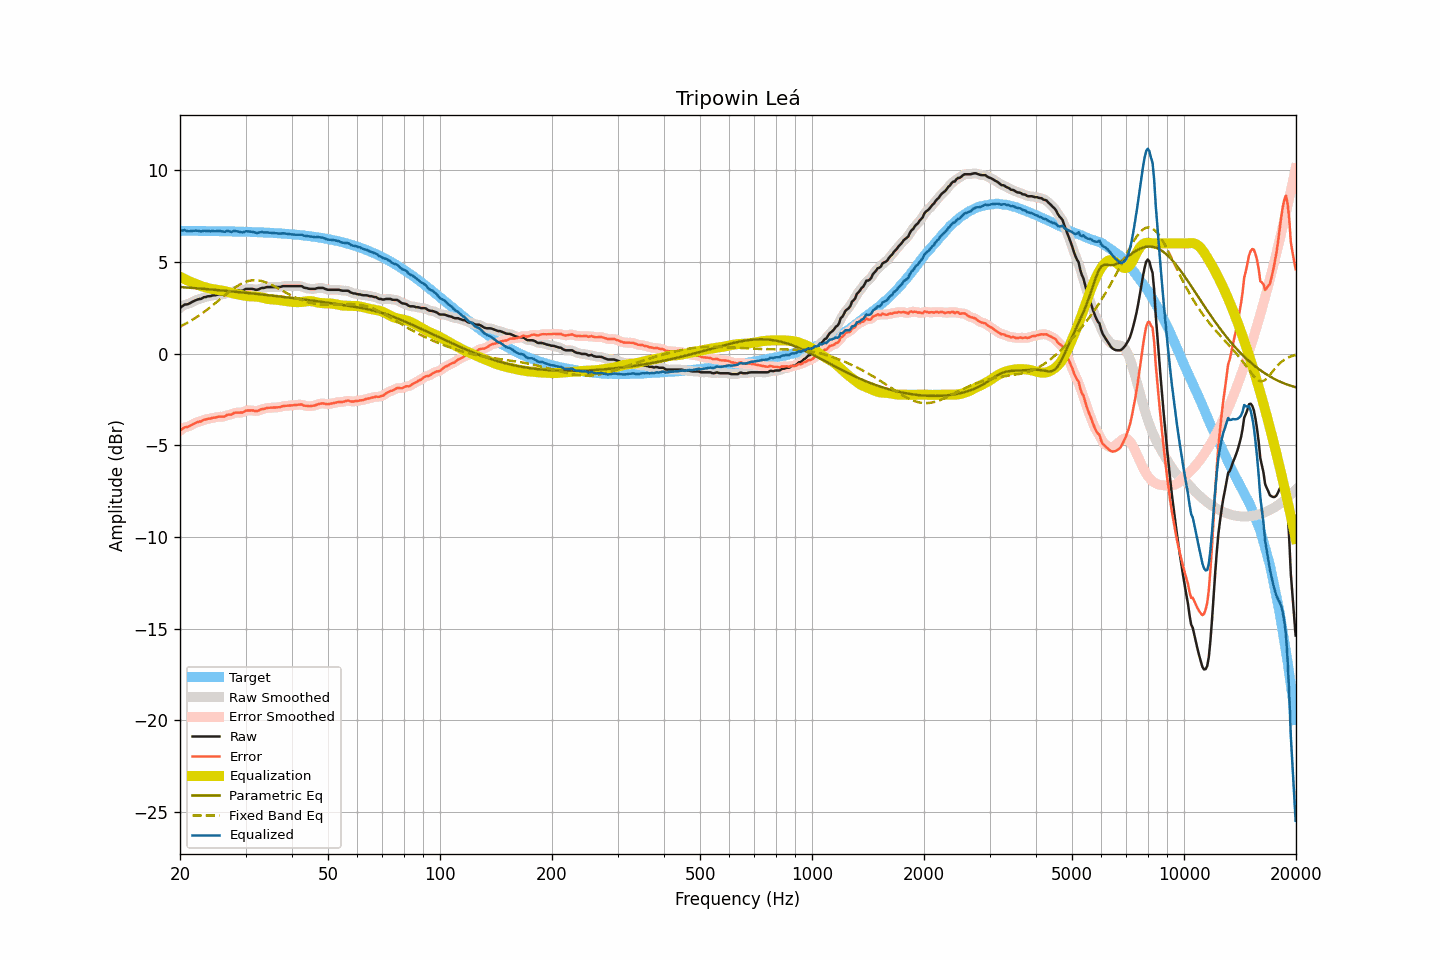 Tripowin Leá
10
5
0
−5
−10
−15
−20
−25
Amplitude (dBr)
Target
Raw Smoothed
Error Smoothed
Raw
Error
Equalization
Parametric Eq
Fixed Band Eq
Equalized
20 50 100 200 500 1000 2000 5000 10000 20000
Frequency (Hz)